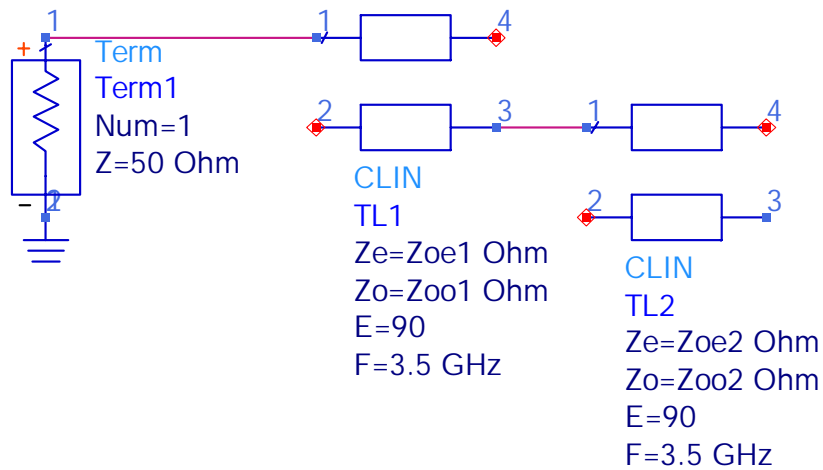 1
1
4
+
Term
Term1
Num=1
Z=50 Ohm
-
2
3
1
4
CLIN
TL1
Ze=Zoe1 Ohm
Zo=Zoo1 Ohm
E=90
F=3.5 GHz
2
3
CLIN
TL2
Ze=Zoe2 Ohm
Zo=Zoo2 Ohm
E=90
F=3.5 GHz